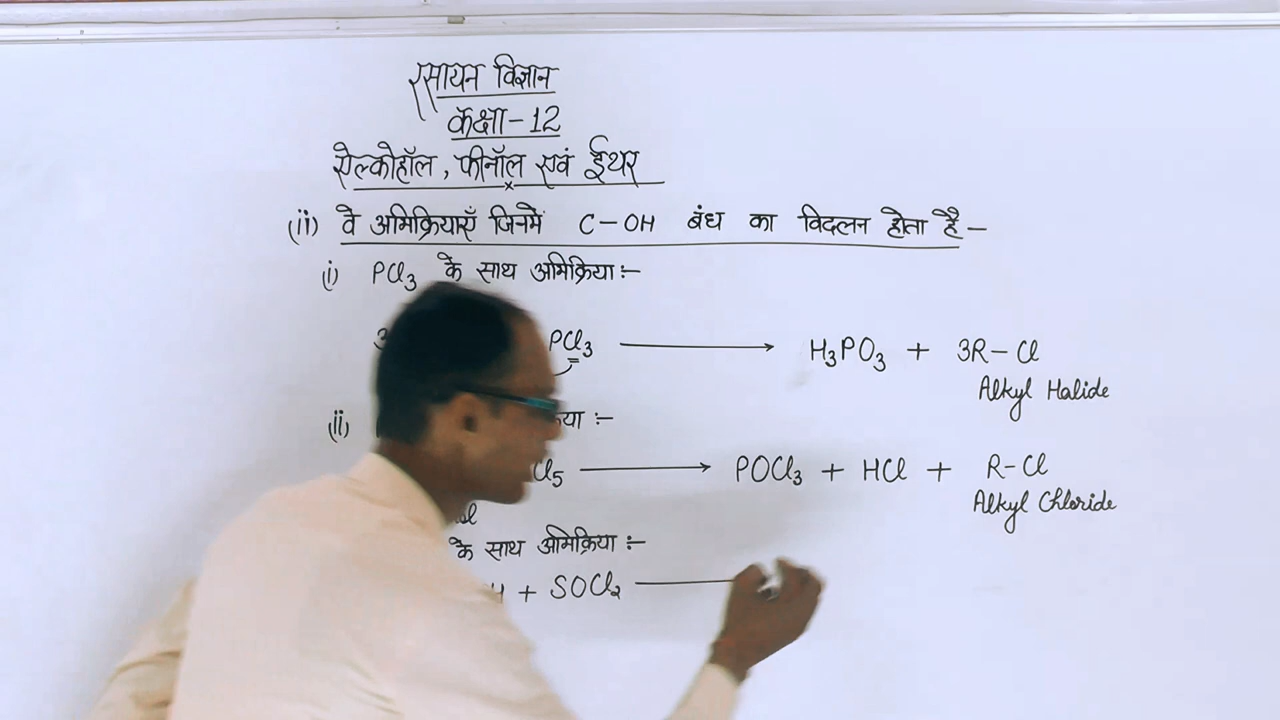 रसायन विज्ञान
कक्षा-12
ऐल्कोहॉल, फीनॉल एवं ईथर
(ii) वे अभिक्रियाएँ जिनमें C-OH बंध का विदलन होता है-
(i) PCl₃ के साथ अभिक्रिया :-
3 PCl₃ ⟶ H₃PO₃ + 3R-Cl
Alkyl Halide
(ii) :-
Cl₅ ⟶ POCl₃ + HCl + R-Cl
Alkyl Chloride
के साथ अभिक्रिया :-
+ SOCl₂ ⟶